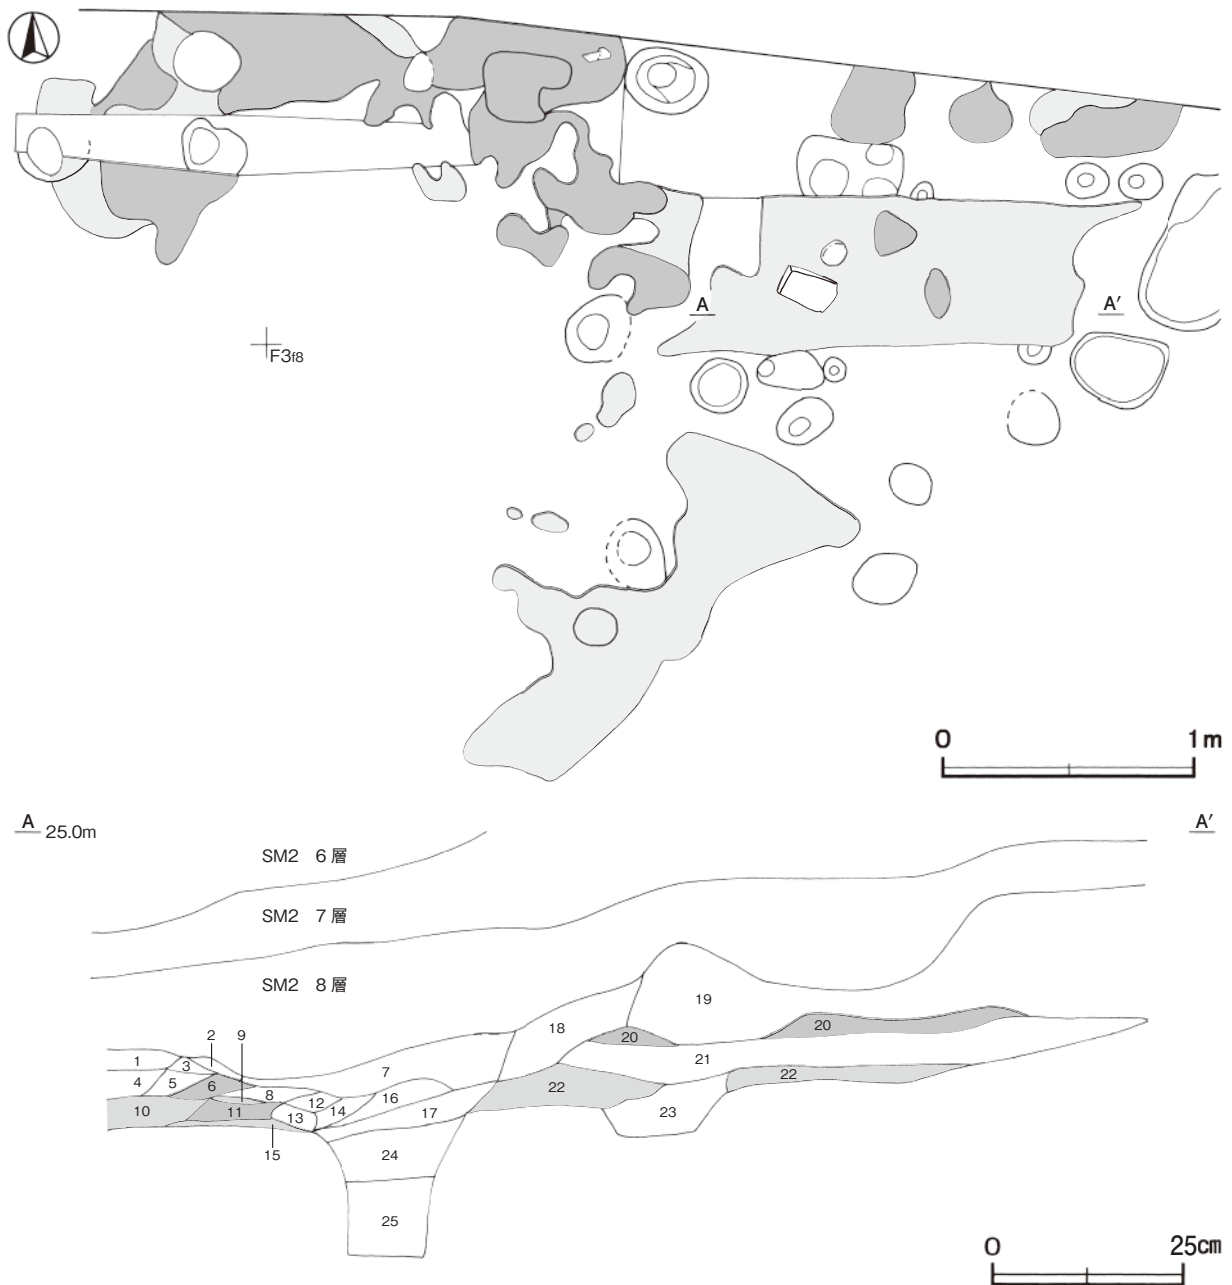 A A′
F3f8
0 1 m
A 25.0m A′
SM2 6 層
SM2 7 層
SM2 8 層
19
2 9 18 20 20
1 3 7 21
4 5 6 8 16 22 22
10 11 12 14 17 23
13
15 24
25
0 25cm